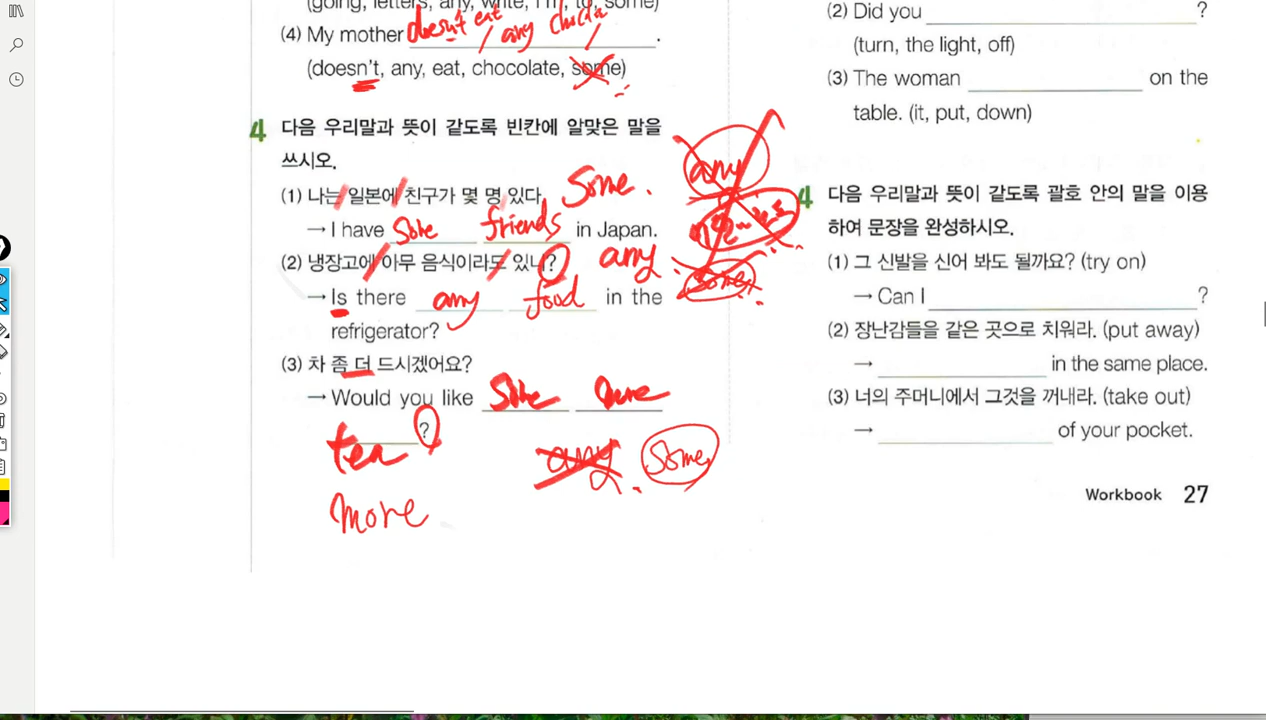 (going, letters, any, write, I'm, to, some)
doesn't eat / any
(4) My mother ____.
(doesn't, any, eat, chocolate, some)
4 다음 우리말과 뜻이 같도록 빈칸에 알맞은 말을
쓰시오.
(1) 나는 일본에 친구가 몇 명 있다.
some.
any
→ I have some friends in Japan.
(2) 냉장고에 아무 음식이라도 있니?
any
some
→ Is there any food in the
refrigerator?
(3) 차 좀 더 드시겠어요?
→ Would you like some more
tea ?
any some
more
(2) Did you ____?
(turn, the light, off)
(3) The woman ____ on the
table. (it, put, down)
4 다음 우리말과 뜻이 같도록 괄호 안의 말을 이용
하여 문장을 완성하시오.
(1) 그 신발을 신어 봐도 될까요? (try on)
→ Can I ____?
(2) 장난감들을 같은 곳으로 치워라. (put away)
→ ____ in the same place.
(3) 너의 주머니에서 그것을 꺼내라. (take out)
→ ____ of your pocket.
Workbook 27